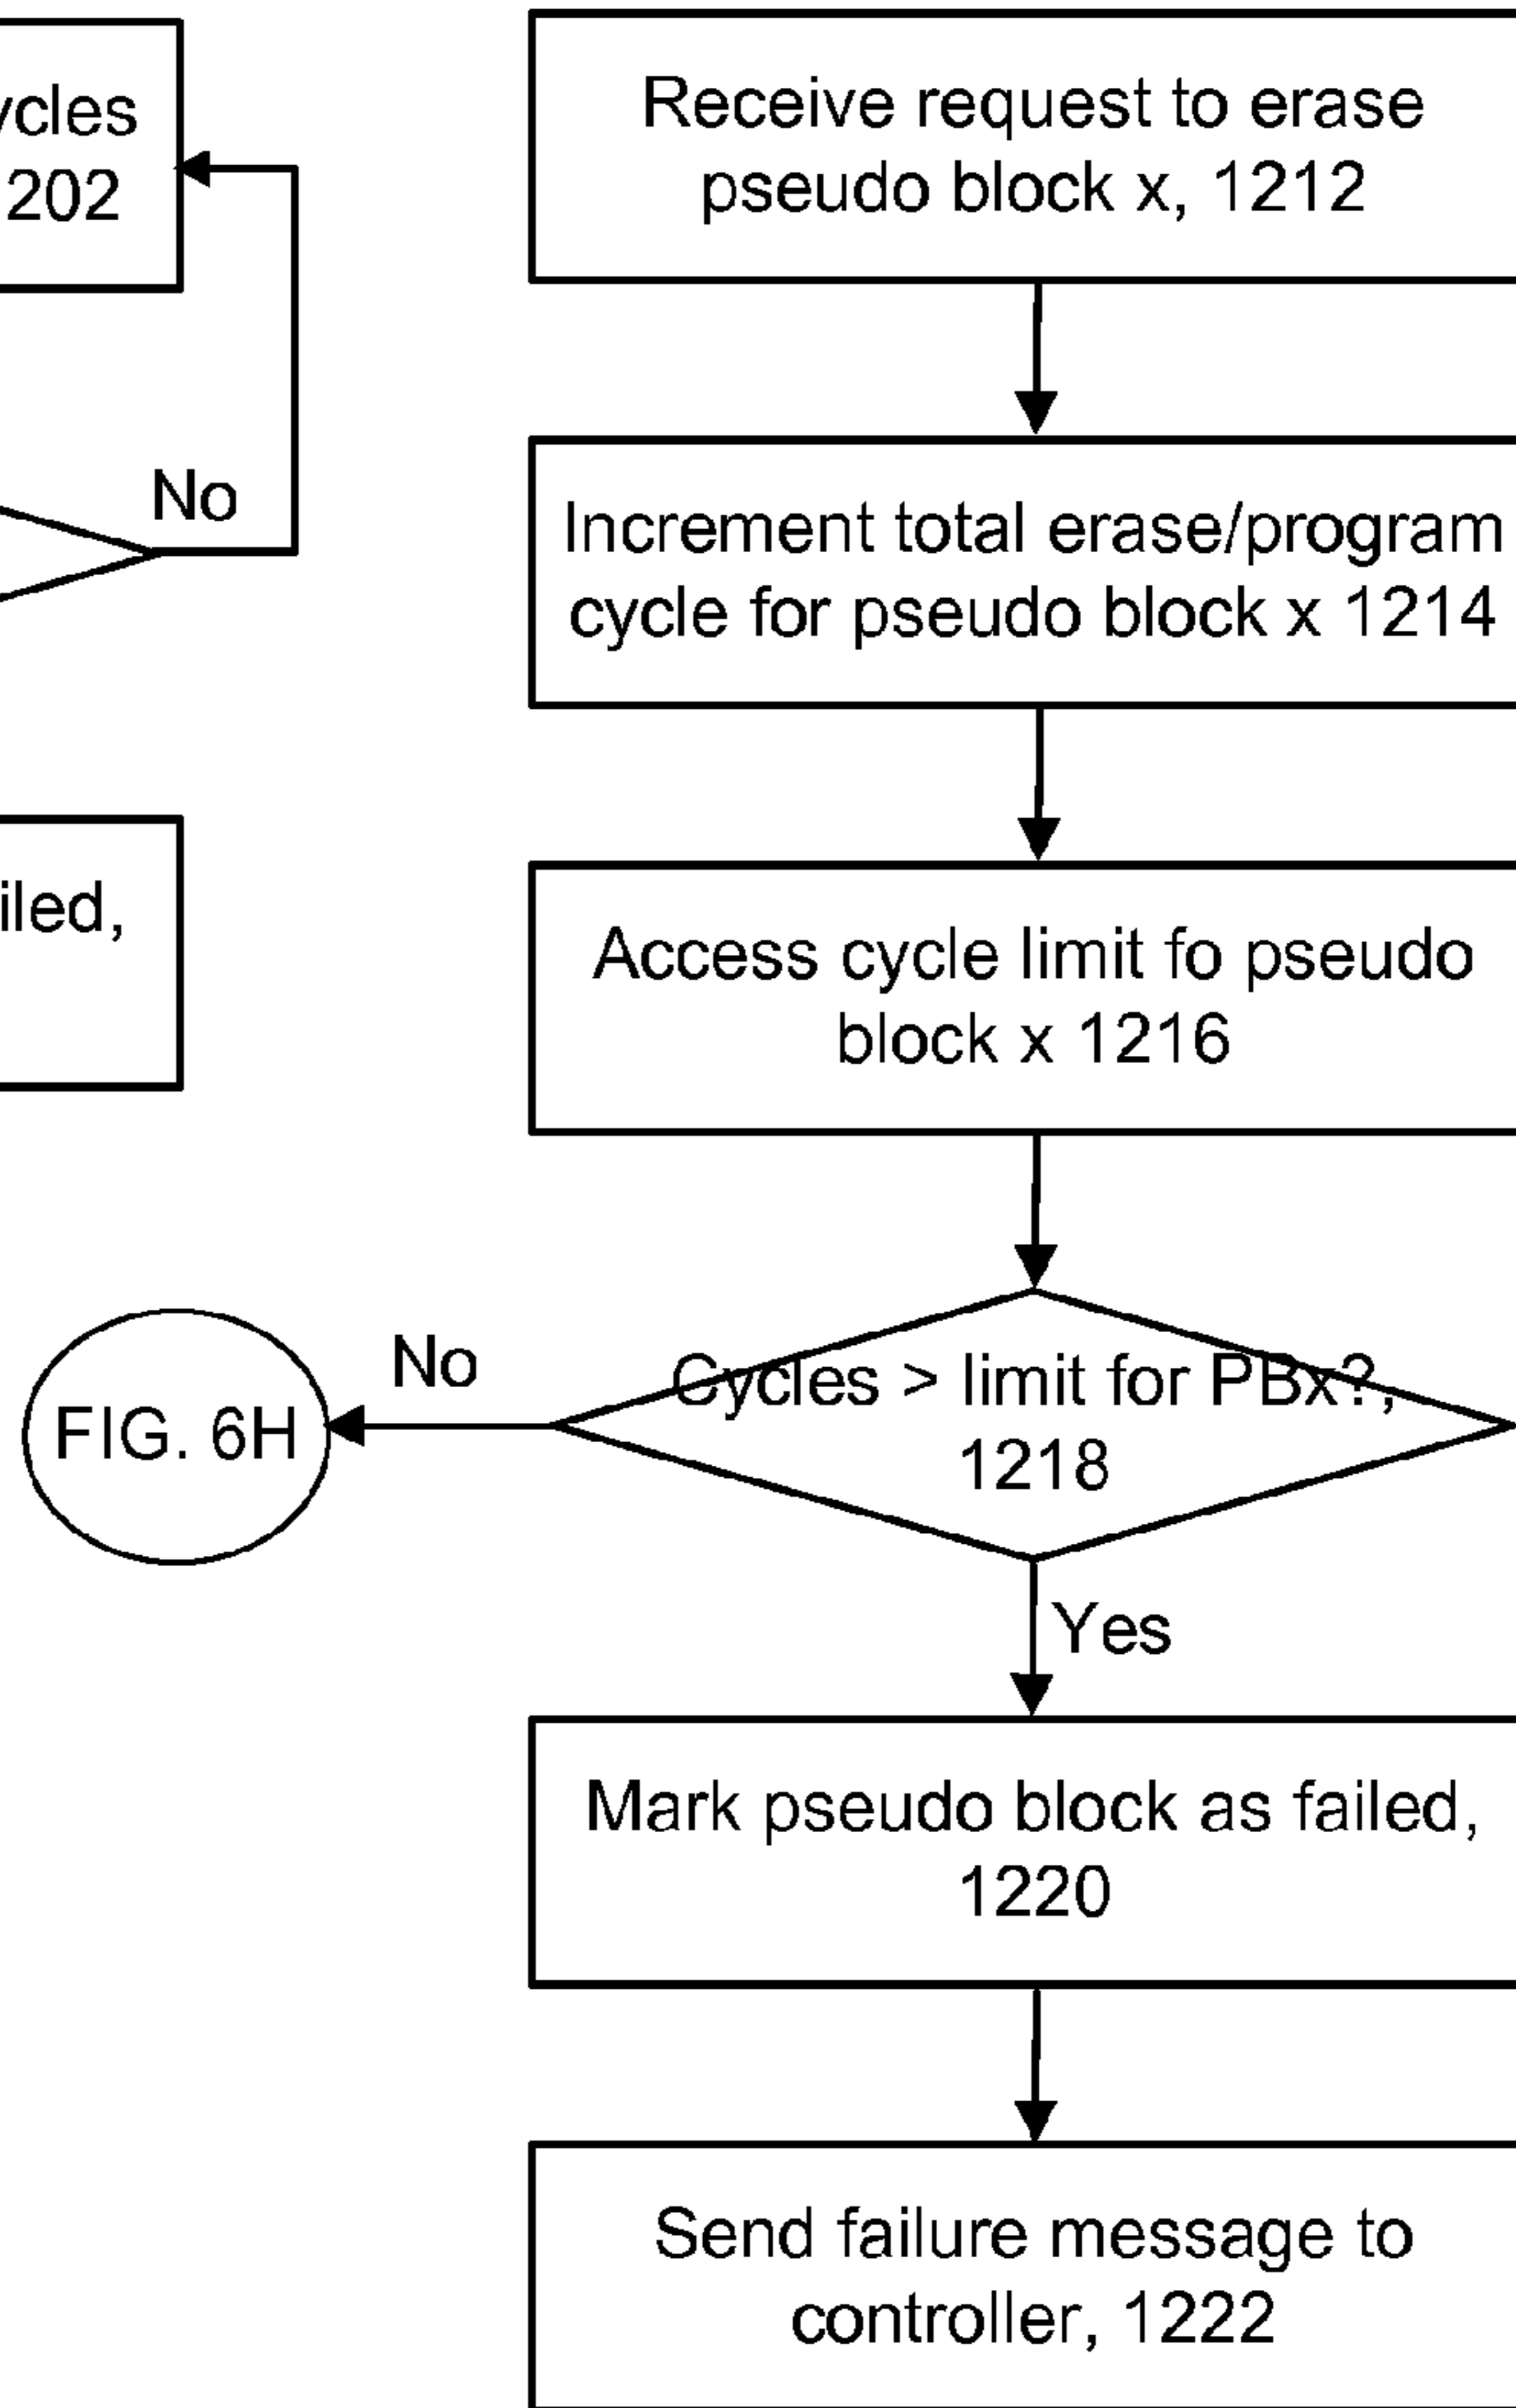 202
No
Receive request to erase
pseudo block x, 1212
Increment total erase/program
cycle for pseudo block x 1214
Access cycle limit fo pseudo
block x 1216
Cycles > limit for PBx?,
1218
No
FIG. 6H
Yes
Mark pseudo block as failed,
1220
Send failure message to
controller, 1222